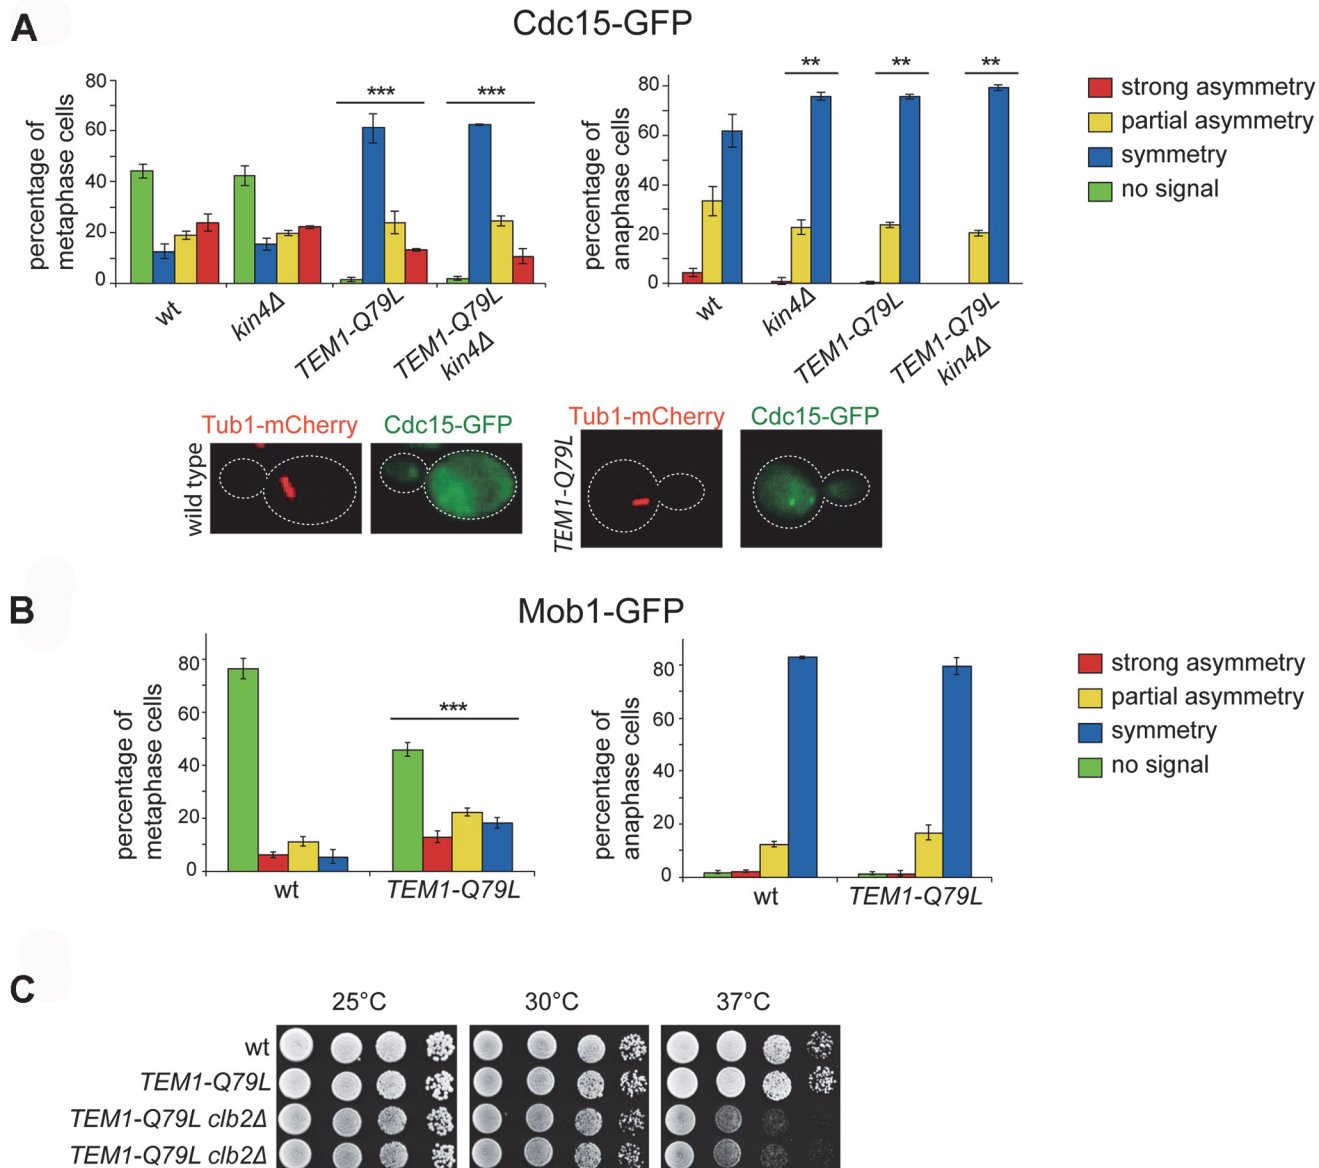 A
Cdc15-GFP
percentage of
metaphase cells
80
60
40
20
0
***
***
wt
kin4Δ
TEM1-Q79L
TEM1-Q79L
kin4Δ
percentage of
anaphase cells
80
60
40
20
0
**
**
**
wt
kin4Δ
TEM1-Q79L
TEM1-Q79L
kin4Δ
strong asymmetry
partial asymmetry
symmetry
no signal
wild type
Tub1-mCherry
Cdc15-GFP
TEM1-Q79L
Tub1-mCherry
Cdc15-GFP
B
Mob1-GFP
percentage of
metaphase cells
80
60
40
20
0
***
wt
TEM1-Q79L
percentage of
anaphase cells
80
60
40
20
0
wt
TEM1-Q79L
strong asymmetry
partial asymmetry
symmetry
no signal
C
25°C
30°C
37°C
wt
TEM1-Q79L
TEM1-Q79L clb2Δ
TEM1-Q79L clb2Δ